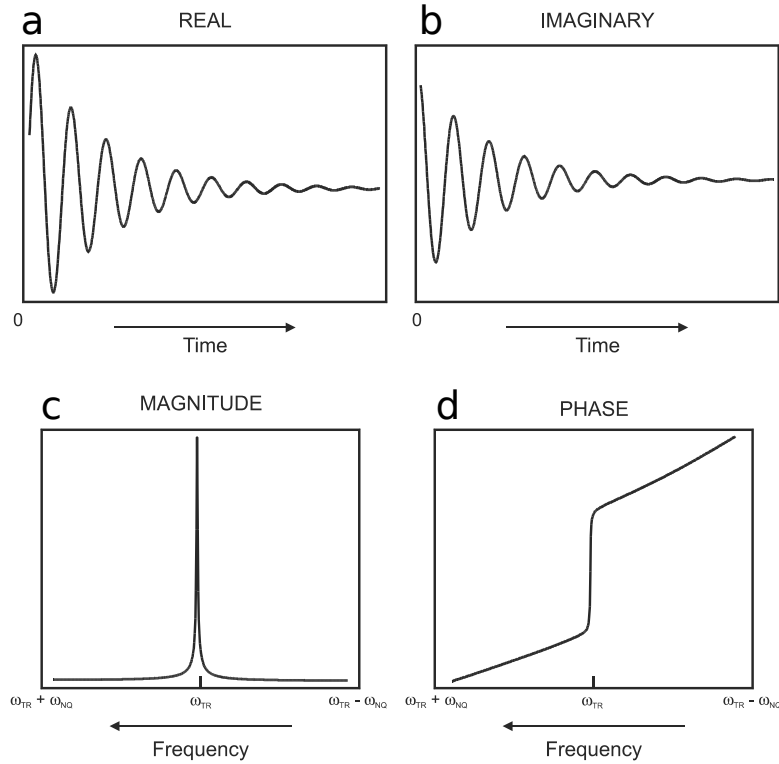 a REAL
b IMAGINARY
0
Time
0
Time
c MAGNITUDE
d PHASE
ωTR + ωNQ
ωTR
ωTR - ωNQ
Frequency
ωTR + ωNQ
ωTR
ωTR - ωNQ
Frequency